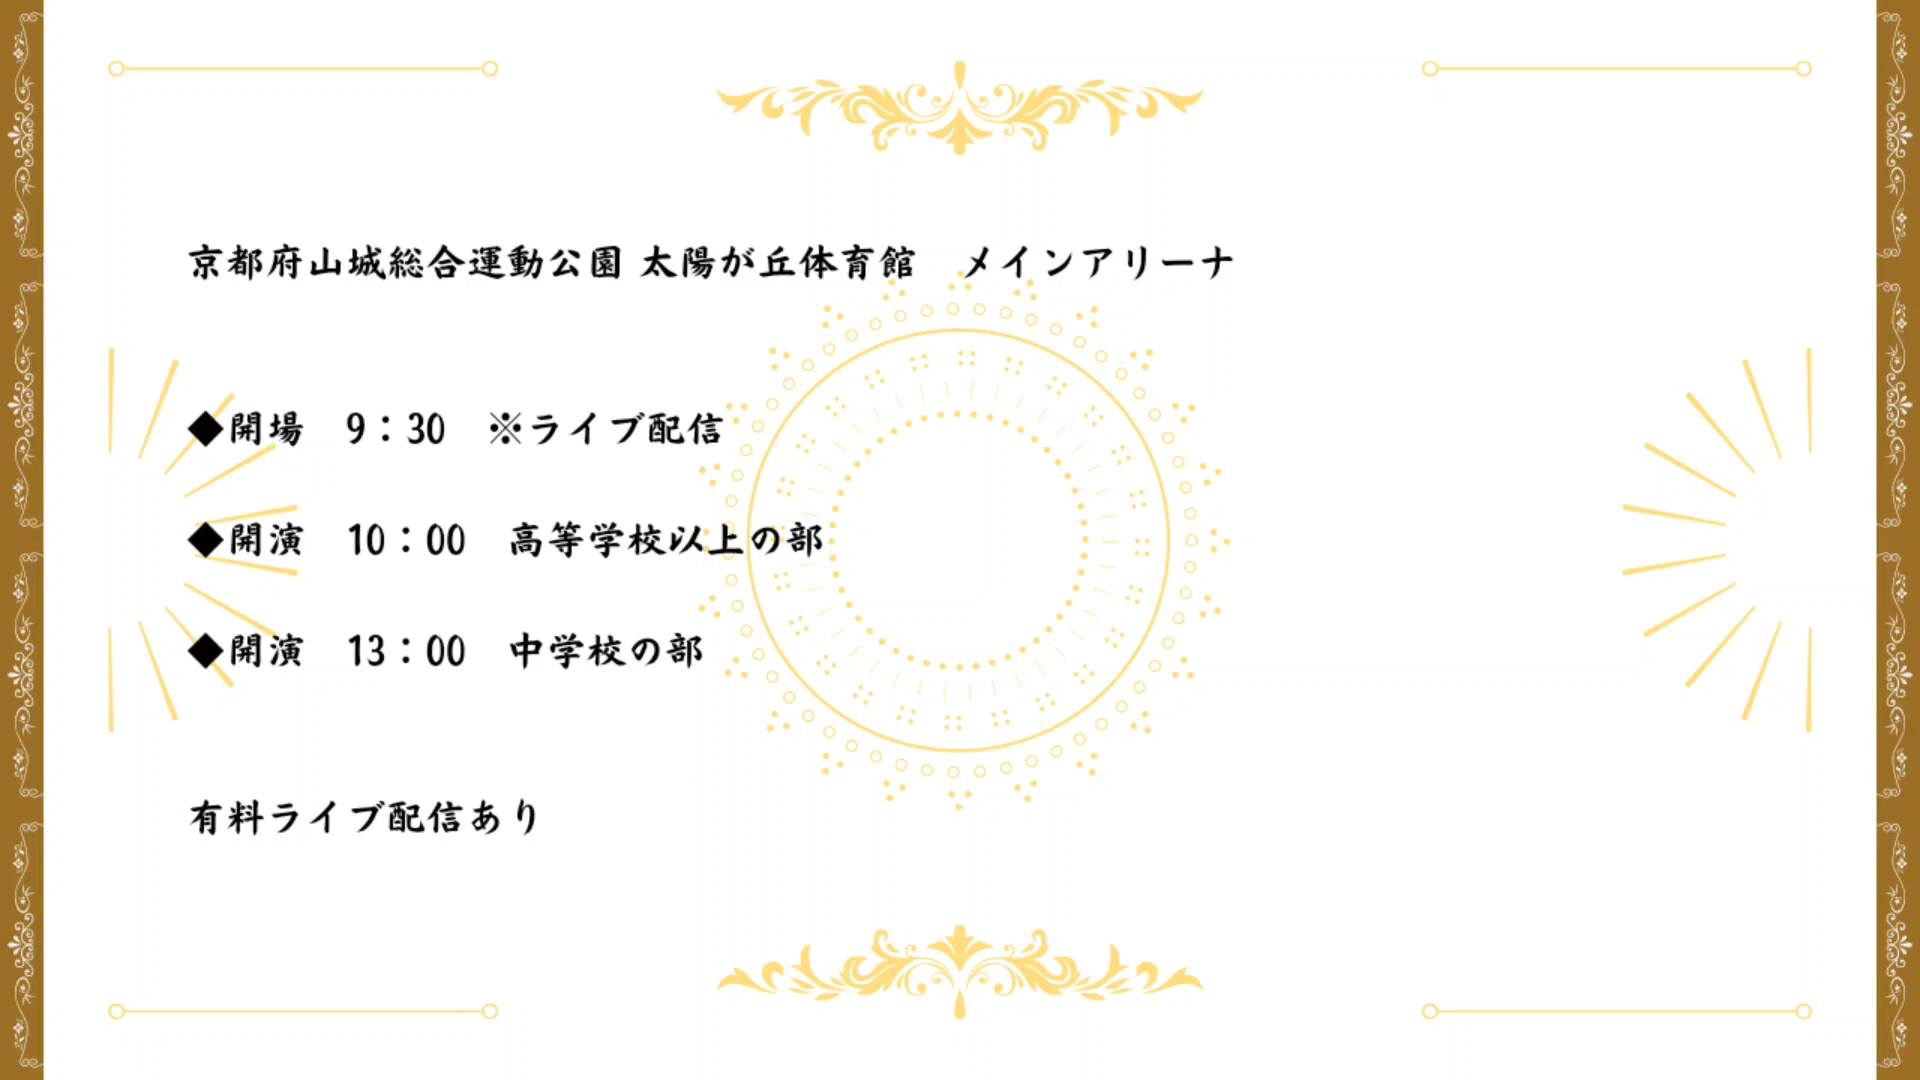 京都府山城総合運動公園 太陽が丘体育館　メインアリーナ
◆開場　9：30　※ライブ配信
◆開演　10：00　高等学校以上の部
◆開演　13：00　中学校の部
有料ライブ配信あり